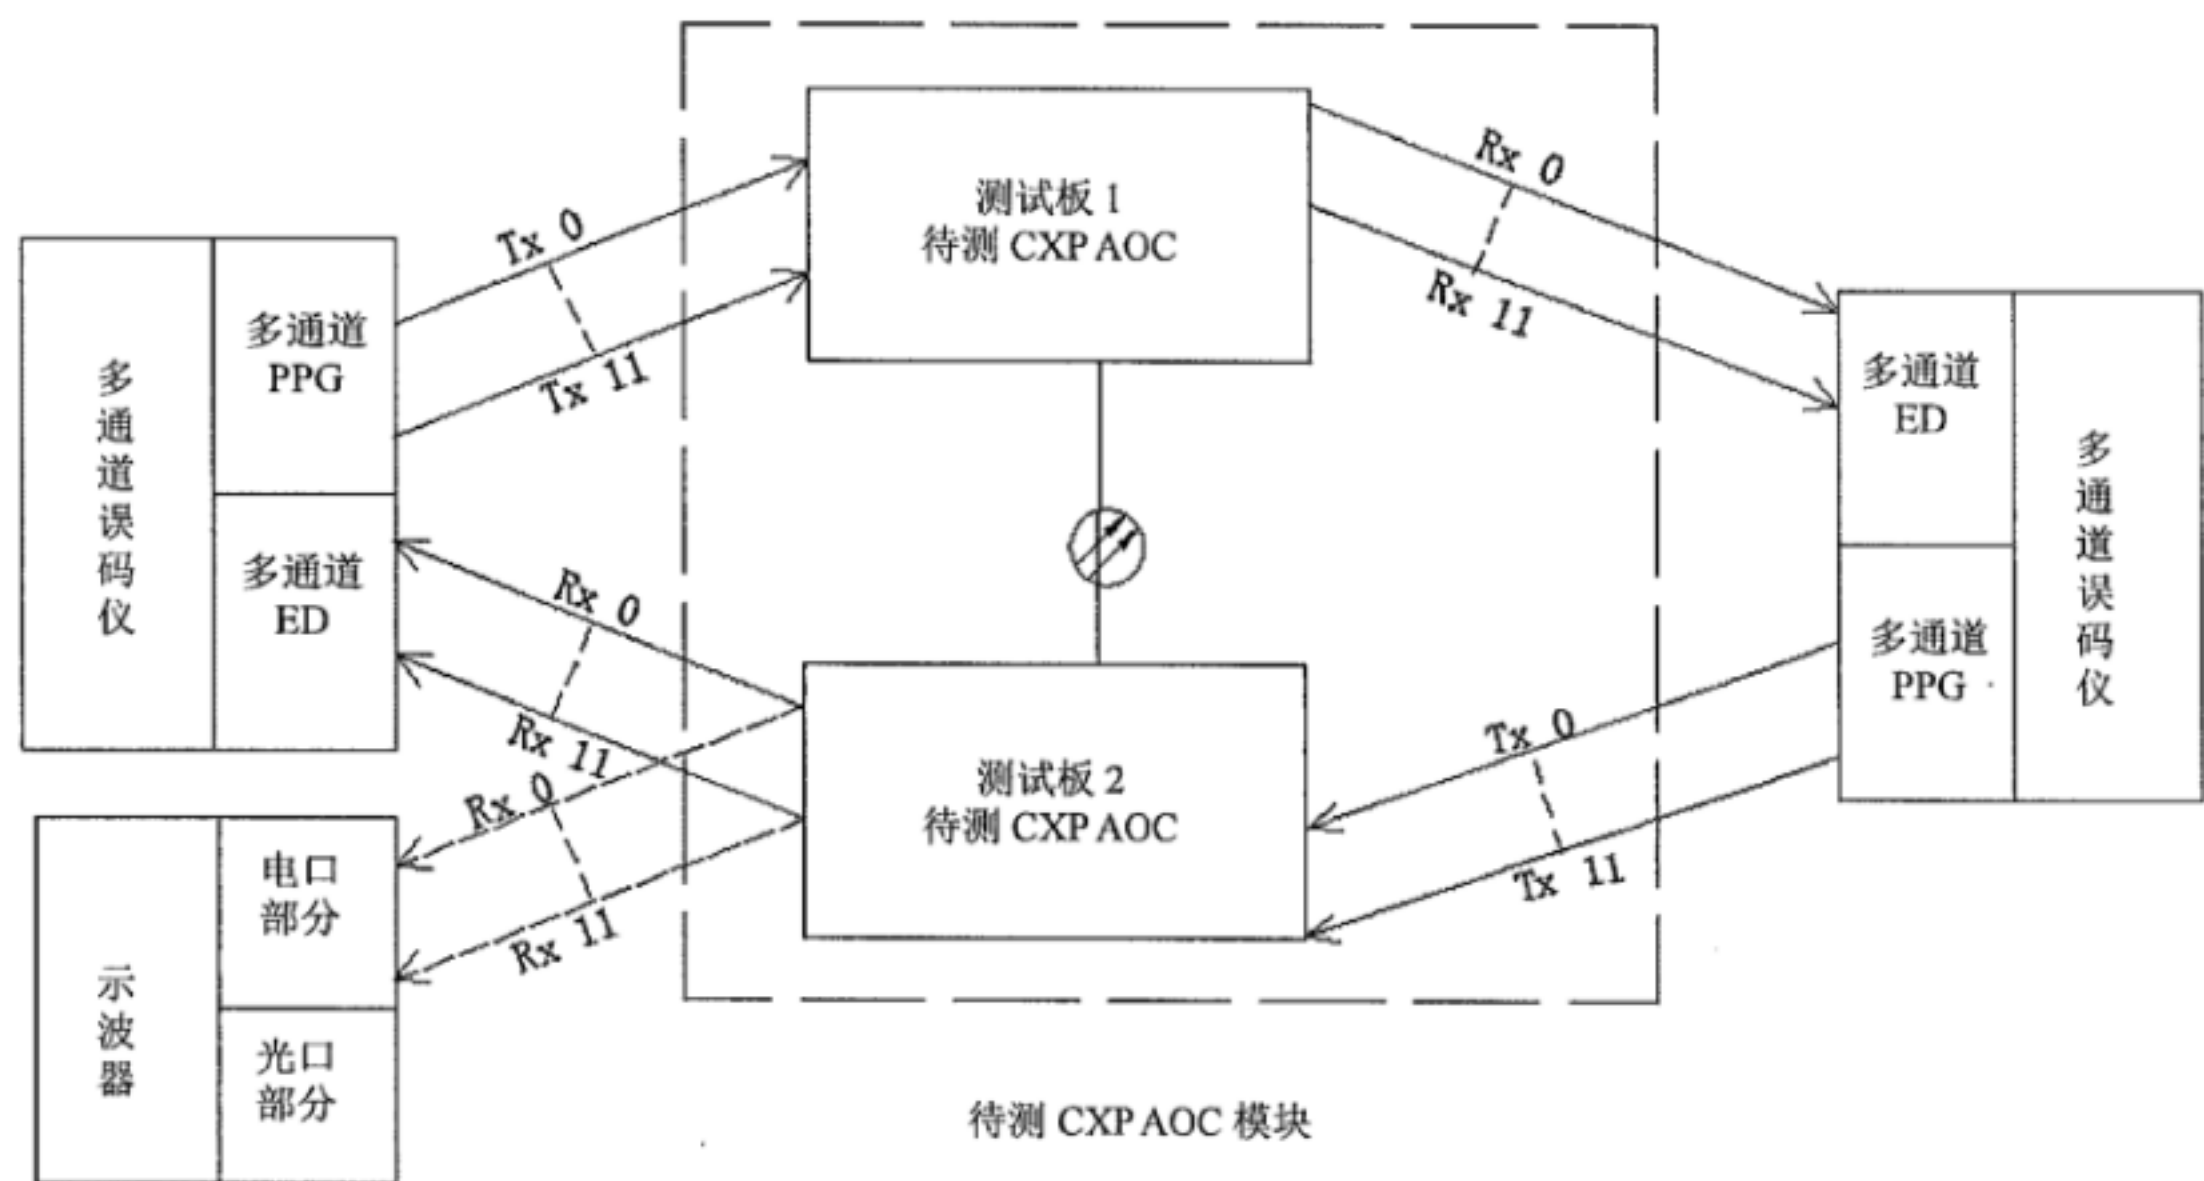 测试板 1
待测 CXP AOC
Tx 0
Tx 11
Rx 0
Rx 11
多通道误码仪
多通道
PPG
多通道
ED
多通道
ED
多通道
PPG
多通道误码仪
Rx 0
Rx 11
测试板 2
待测 CXP AOC
Tx 0
Tx 11
Rx 0
Rx 11
示波器
电口
部分
光口
部分
待测 CXP AOC 模块